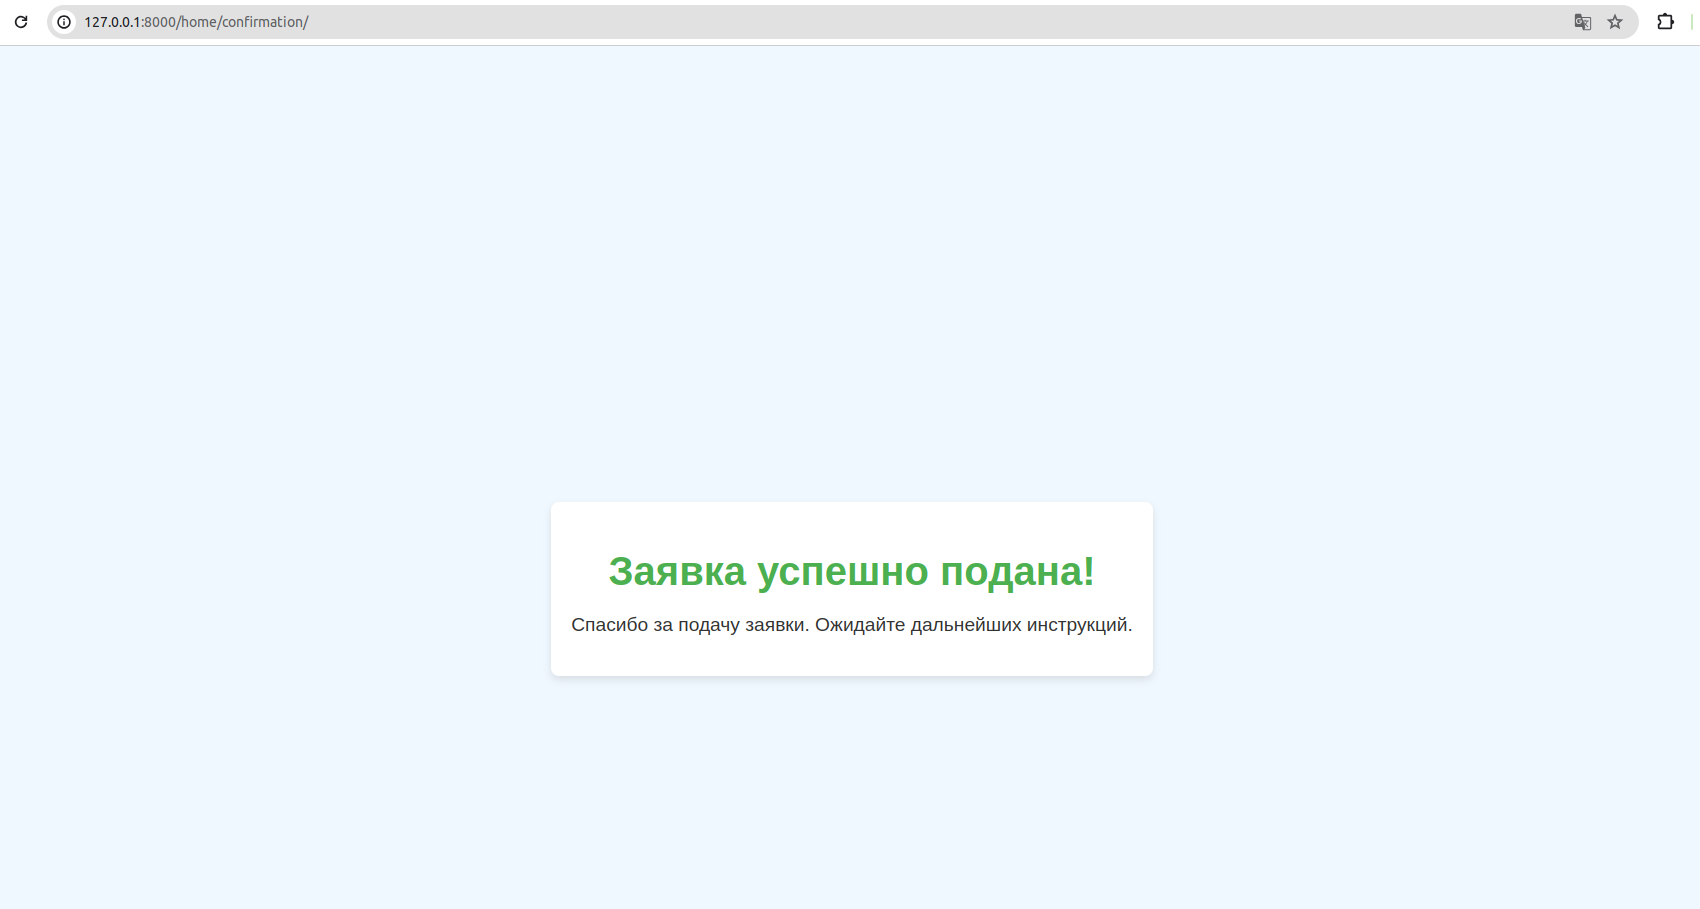 127.0.0.1:8000/home/confirmation/
Заявка успешно подана!
Спасибо за подачу заявки. Ожидайте дальнейших инструкций.